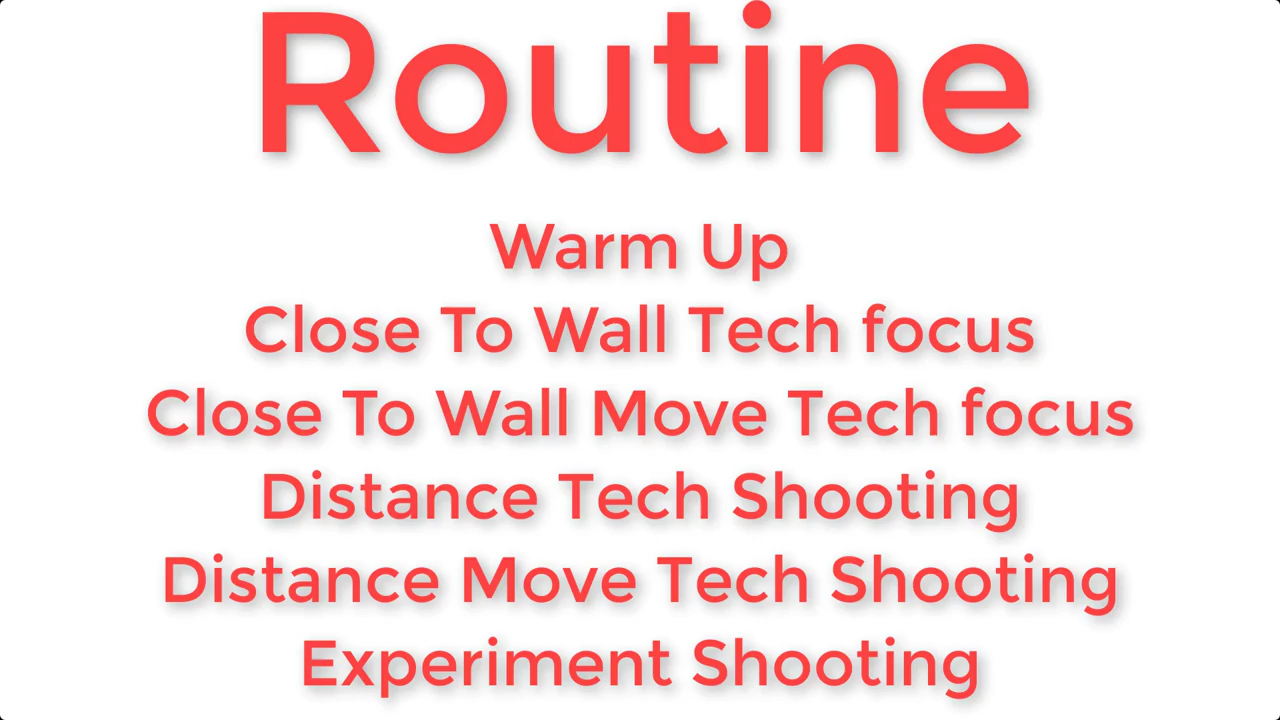 Routine
Warm Up
Close To Wall Tech focus
Close To Wall Move Tech focus
Distance Tech Shooting
Distance Move Tech Shooting
Experiment Shooting